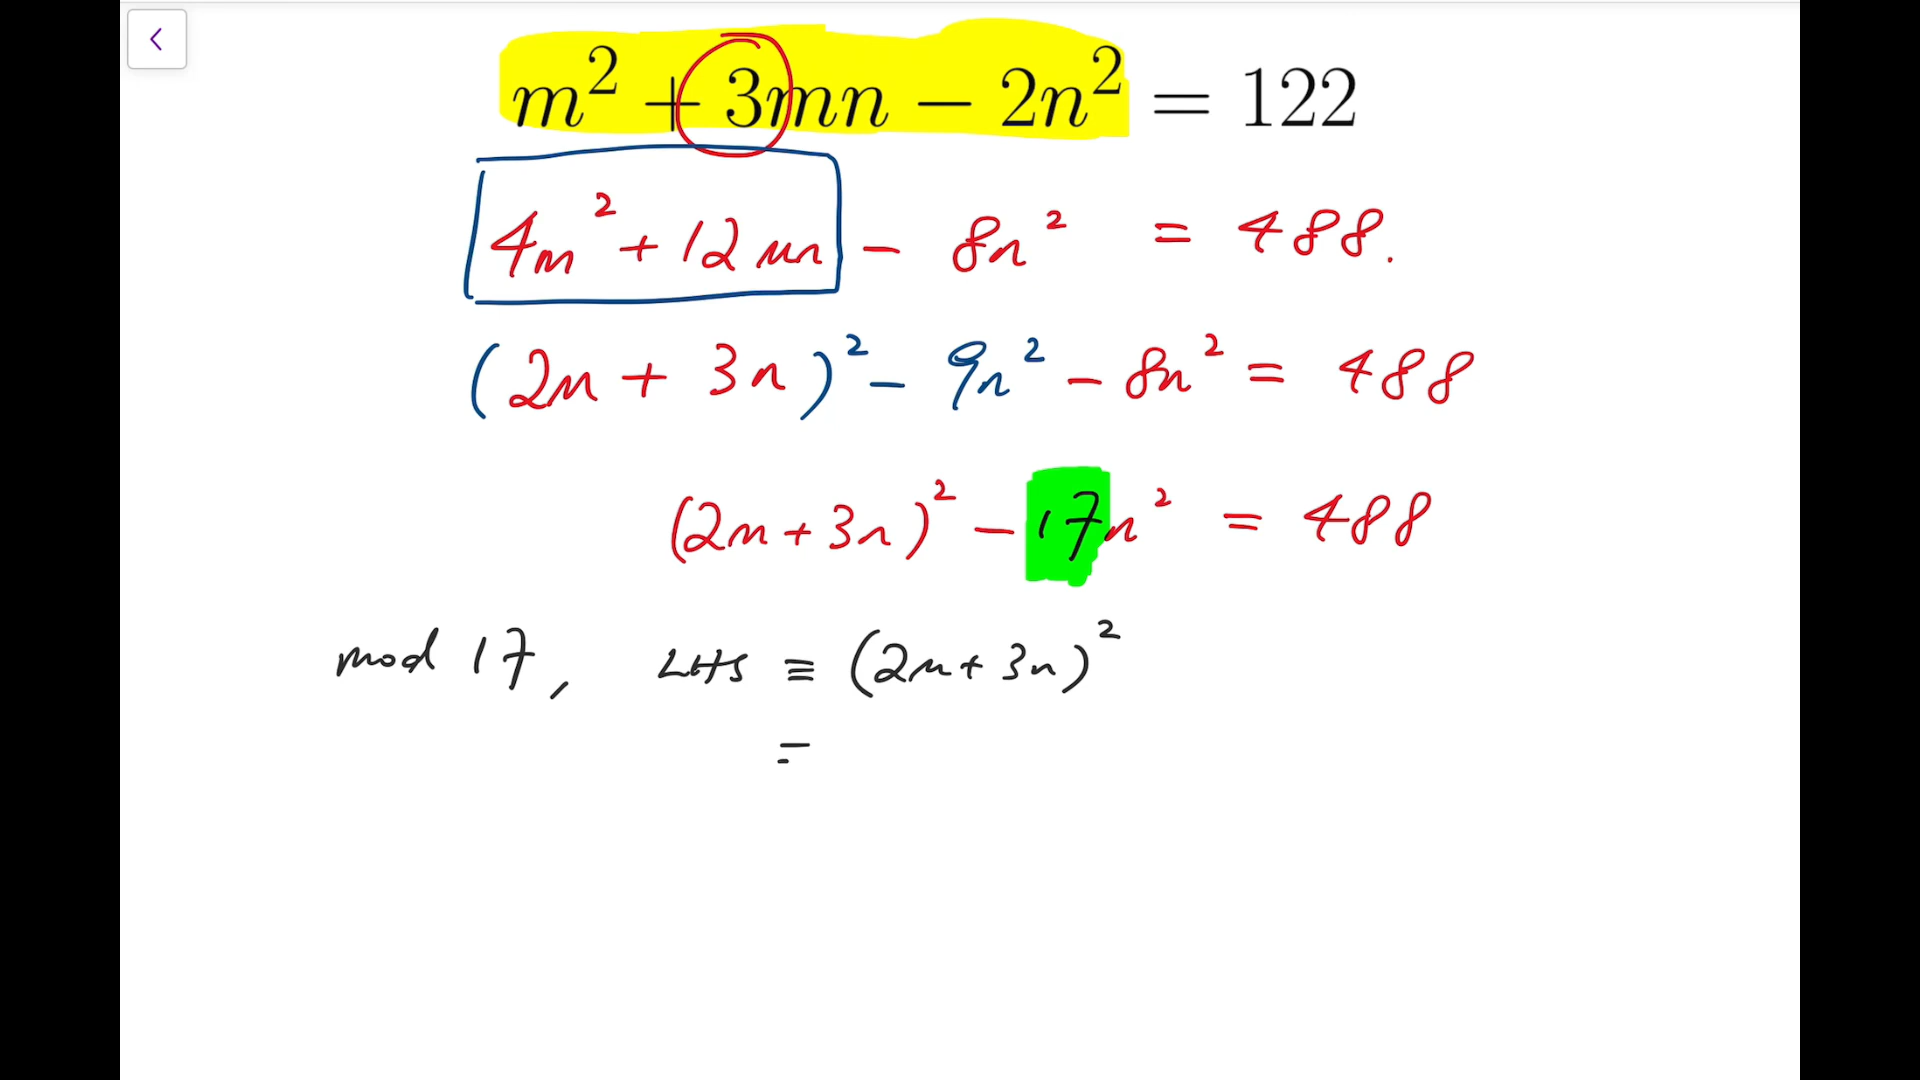 m² + 3mn − 2n² = 122
4m² + 12mn − 8n² = 488.
(2m + 3n)² − 9n² − 8n² = 488
(2m + 3n)² − 17n² = 488
mod 17, LHS ≡ (2m + 3n)²
=